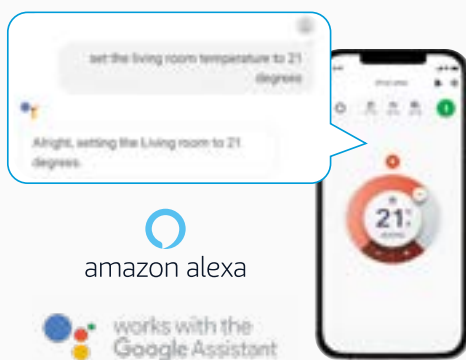 set the living room temperature to 21
degrees
Alright, setting the Living room to 21
degrees.
21°
amazon alexa
works with the
Google Assistant